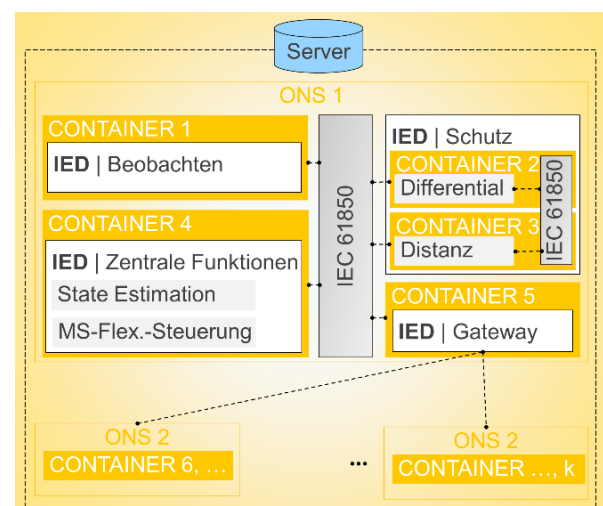 Server
ONS 1
CONTAINER 1
IED | Beobachten
CONTAINER 4
IED | Zentrale Funktionen
State Estimation
MS-Flex.-Steuerung
IEC 61850
IED | Schutz
CONTAINER 2
Differential
CONTAINER 3
Distanz
IEC 61850
CONTAINER 5
IED | Gateway
ONS 2
CONTAINER 6, ...
...
ONS 2
CONTAINER ..., k